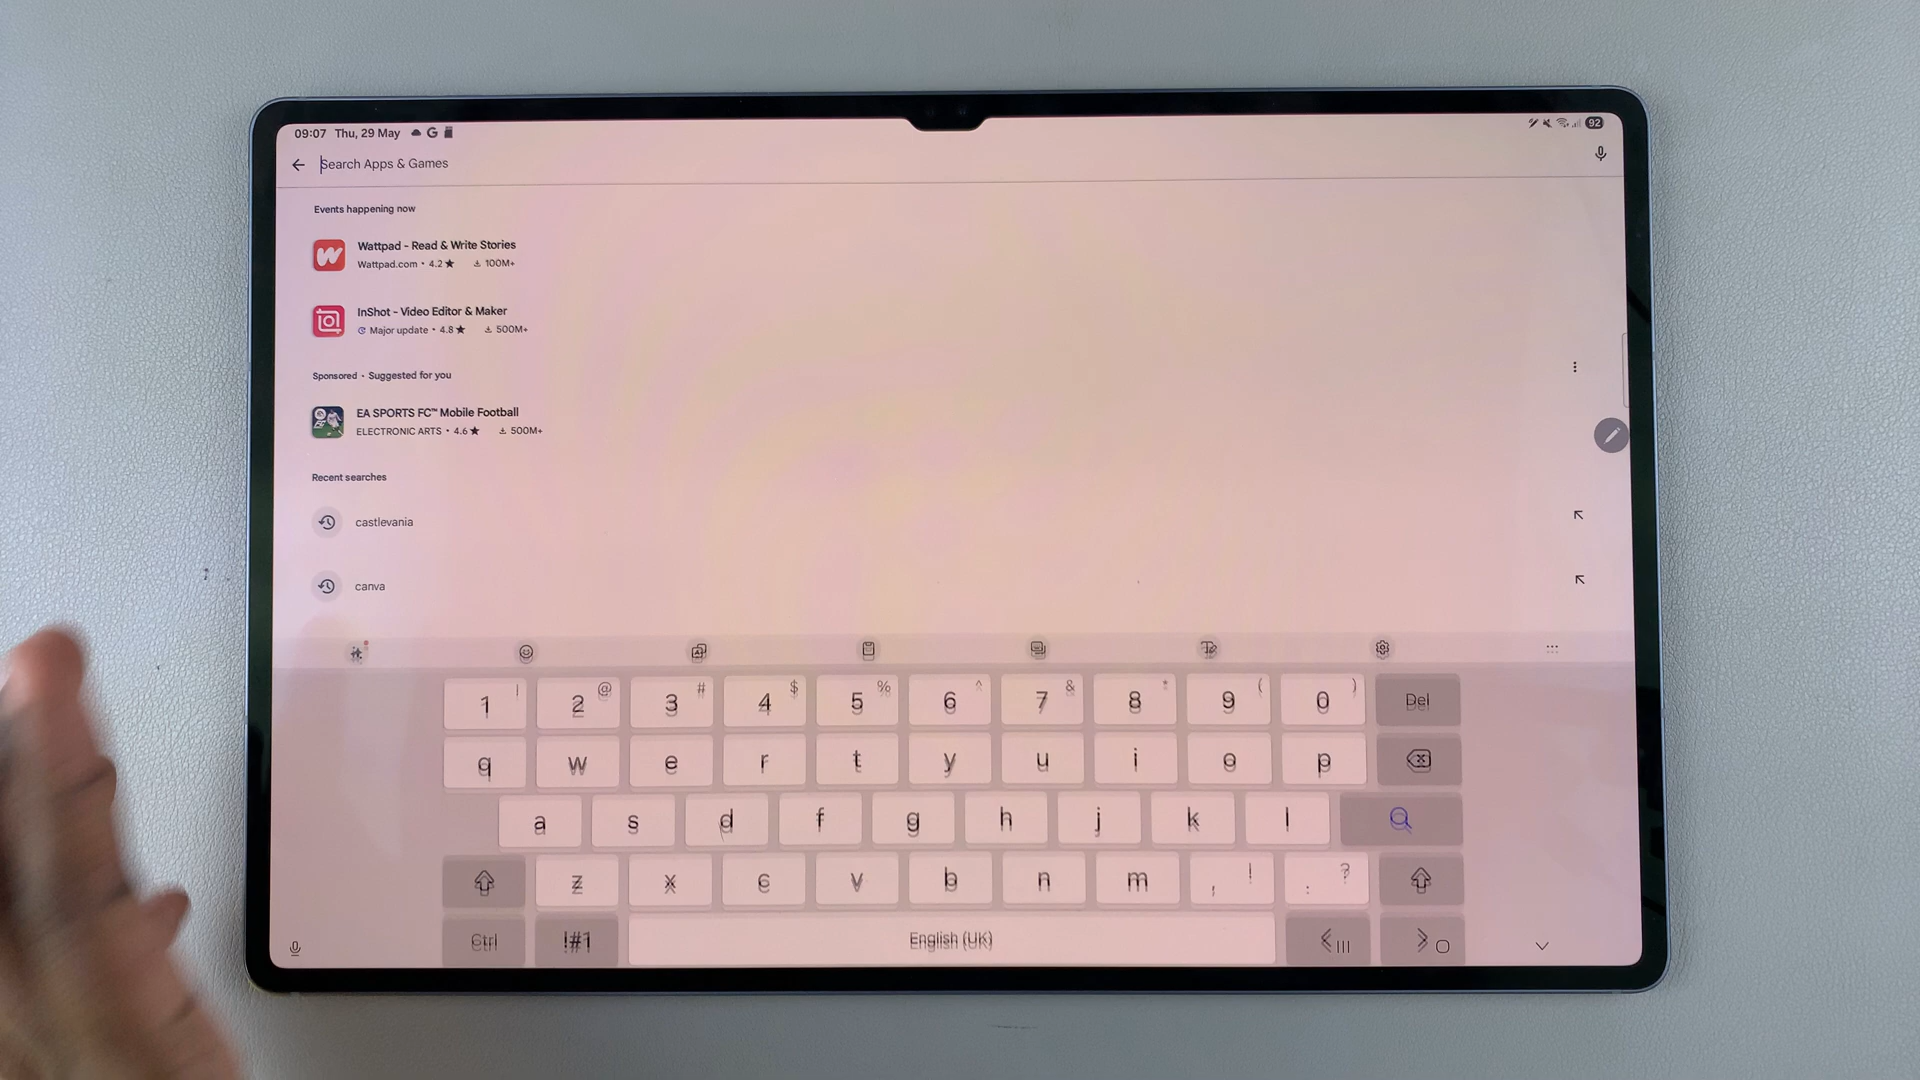 09:07 Thu, 29 May G 92
Search Apps & Games
Events happening now
Wattpad - Read & Write Stories
Wattpad.com • 4.2★ 100M+
InShot - Video Editor & Maker
Major update • 4.8★ 500M+
Sponsored • Suggested for you
EA SPORTS FC™ Mobile Football
ELECTRONIC ARTS • 4.6★ 500M+
Recent searches
castlevania
canva
1 | 2 @ 3 # 4 $ 5 % 6 ^ 7 & 8 * 9 ( 0 ) Del
q w e r t y u i o p
a s d f g h j k l
z x c v b n m , ! . ?
Ctrl !#1 English (UK)